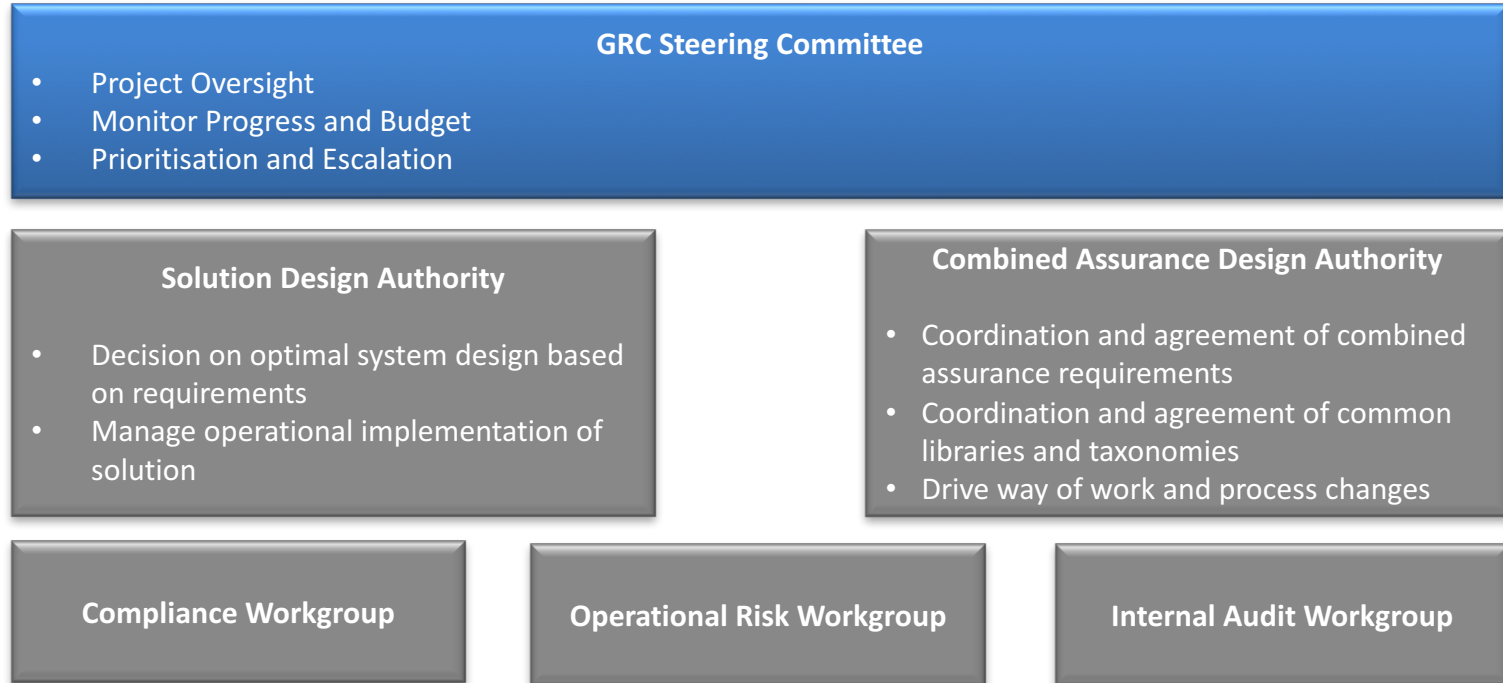 GRC Steering Committee
• Project Oversight
• Monitor Progress and Budget
• Prioritisation and Escalation
Solution Design Authority
• Decision on optimal system design based
on requirements
• Manage operational implementation of
solution
Combined Assurance Design Authority
• Coordination and agreement of combined
assurance requirements
• Coordination and agreement of common
libraries and taxonomies
• Drive way of work and process changes
Compliance Workgroup
Operational Risk Workgroup
Internal Audit Workgroup